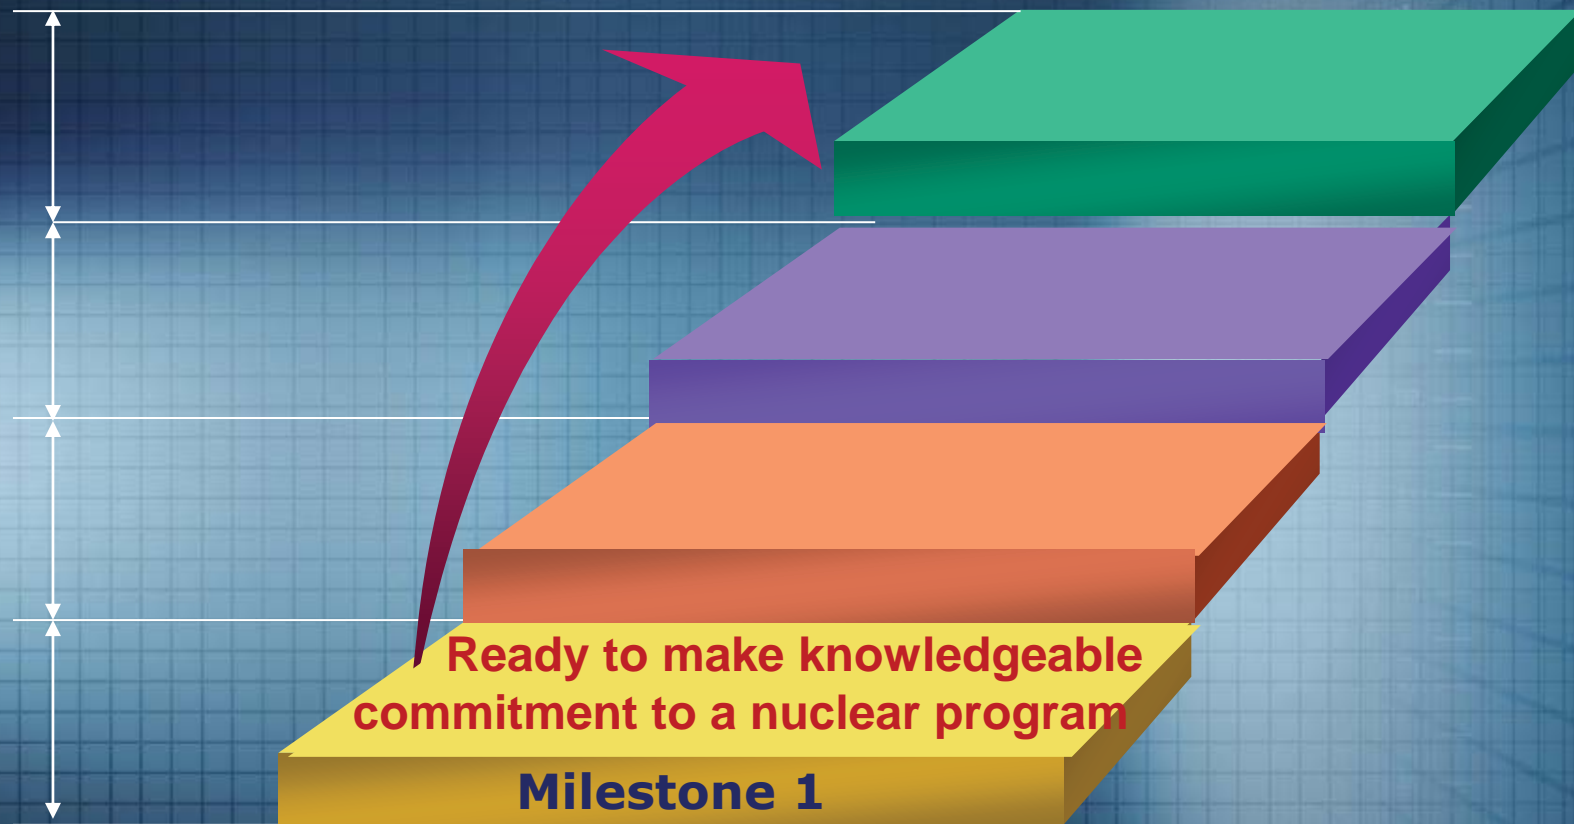 Ready to make knowledgeable
commitment to a nuclear program
Milestone 1